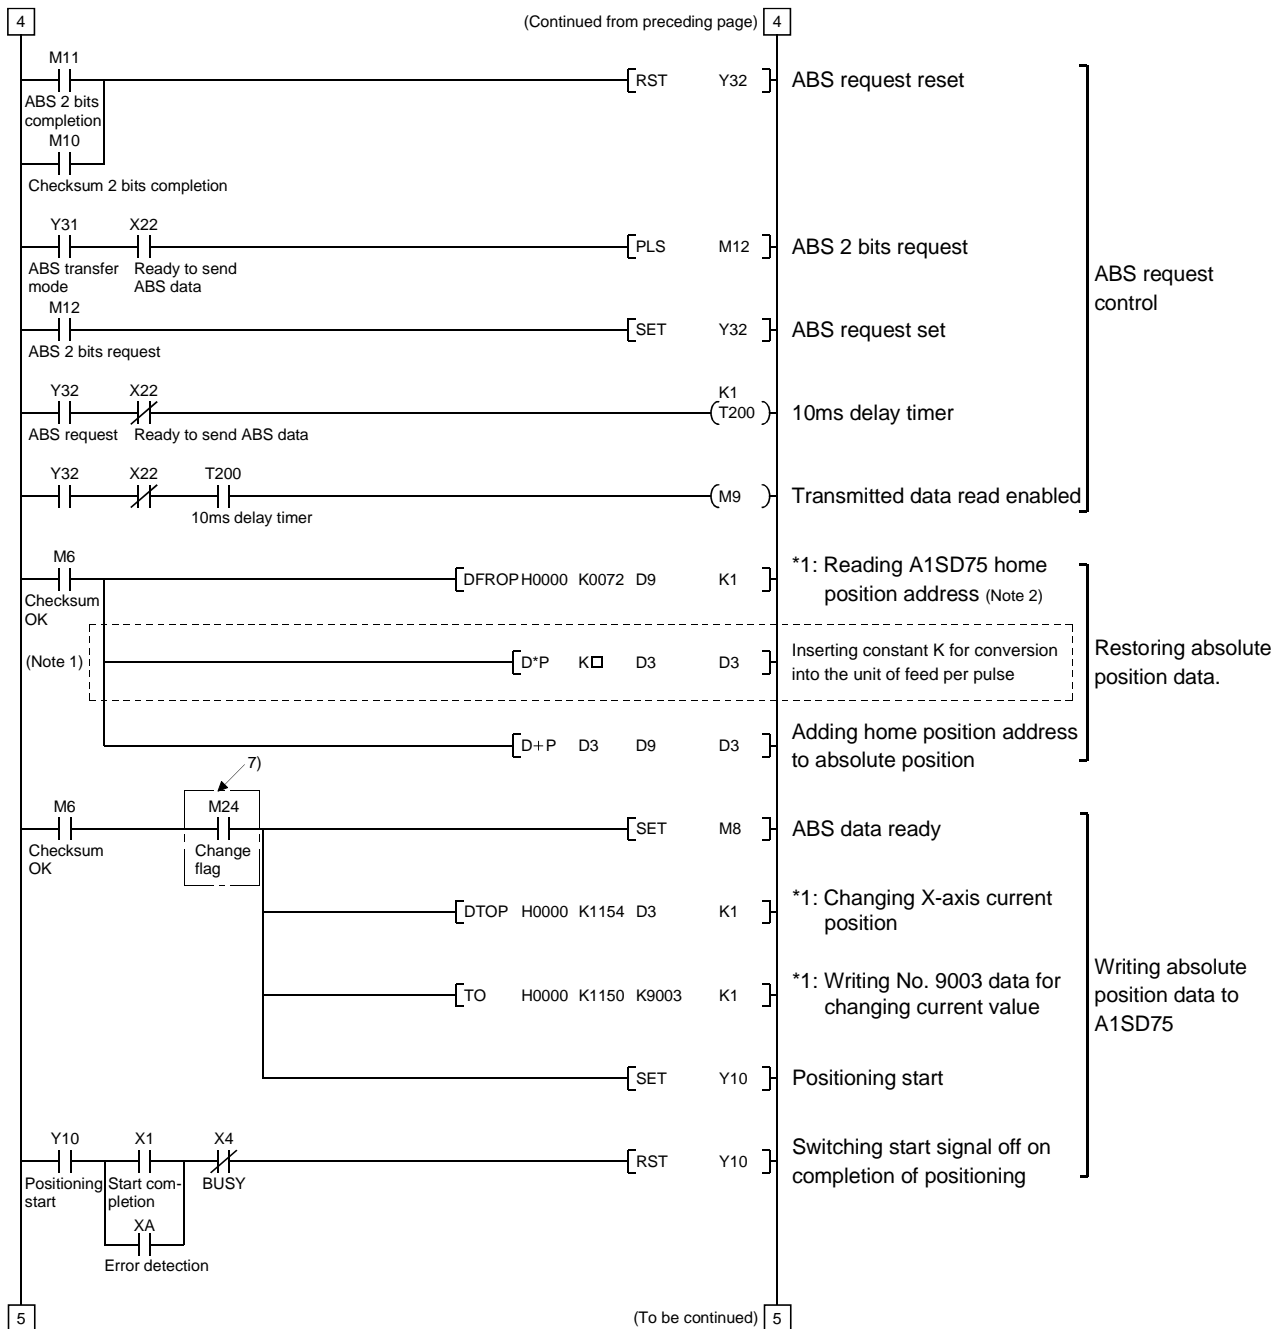 4 (Continued from preceding page) 4
M11
RST Y32 ABS request reset
ABS 2 bits
completion
M10
Checksum 2 bits completion
Y31 X22
PLS M12 ABS 2 bits request
ABS transfer Ready to send
mode ABS data
ABS request
control
M12
SET Y32 ABS request set
ABS 2 bits request
Y32 X22 K1
T200 10ms delay timer
ABS request Ready to send ABS data
Y32 X22 T200
M9 Transmitted data read enabled
10ms delay timer
M6
DFROP H0000 K0072 D9 K1 *1: Reading A1SD75 home
position address (Note 2)
Checksum
OK
(Note 1) D*P K□ D3 D3 Inserting constant K for conversion
into the unit of feed per pulse
Restoring absolute
position data.
D+P D3 D9 D3 Adding home position address
to absolute position
7)
M6 M24
SET M8 ABS data ready
Checksum Change
OK flag
DTOP H0000 K1154 D3 K1 *1: Changing X-axis current
position
TO H0000 K1150 K9003 K1 *1: Writing No. 9003 data for
changing current value
Writing absolute
position data to
A1SD75
SET Y10 Positioning start
Y10 X1 X4
RST Y10 Switching start signal off on
completion of positioning
Positioning Start com- BUSY
start pletion
XA
Error detection
5 (To be continued) 5